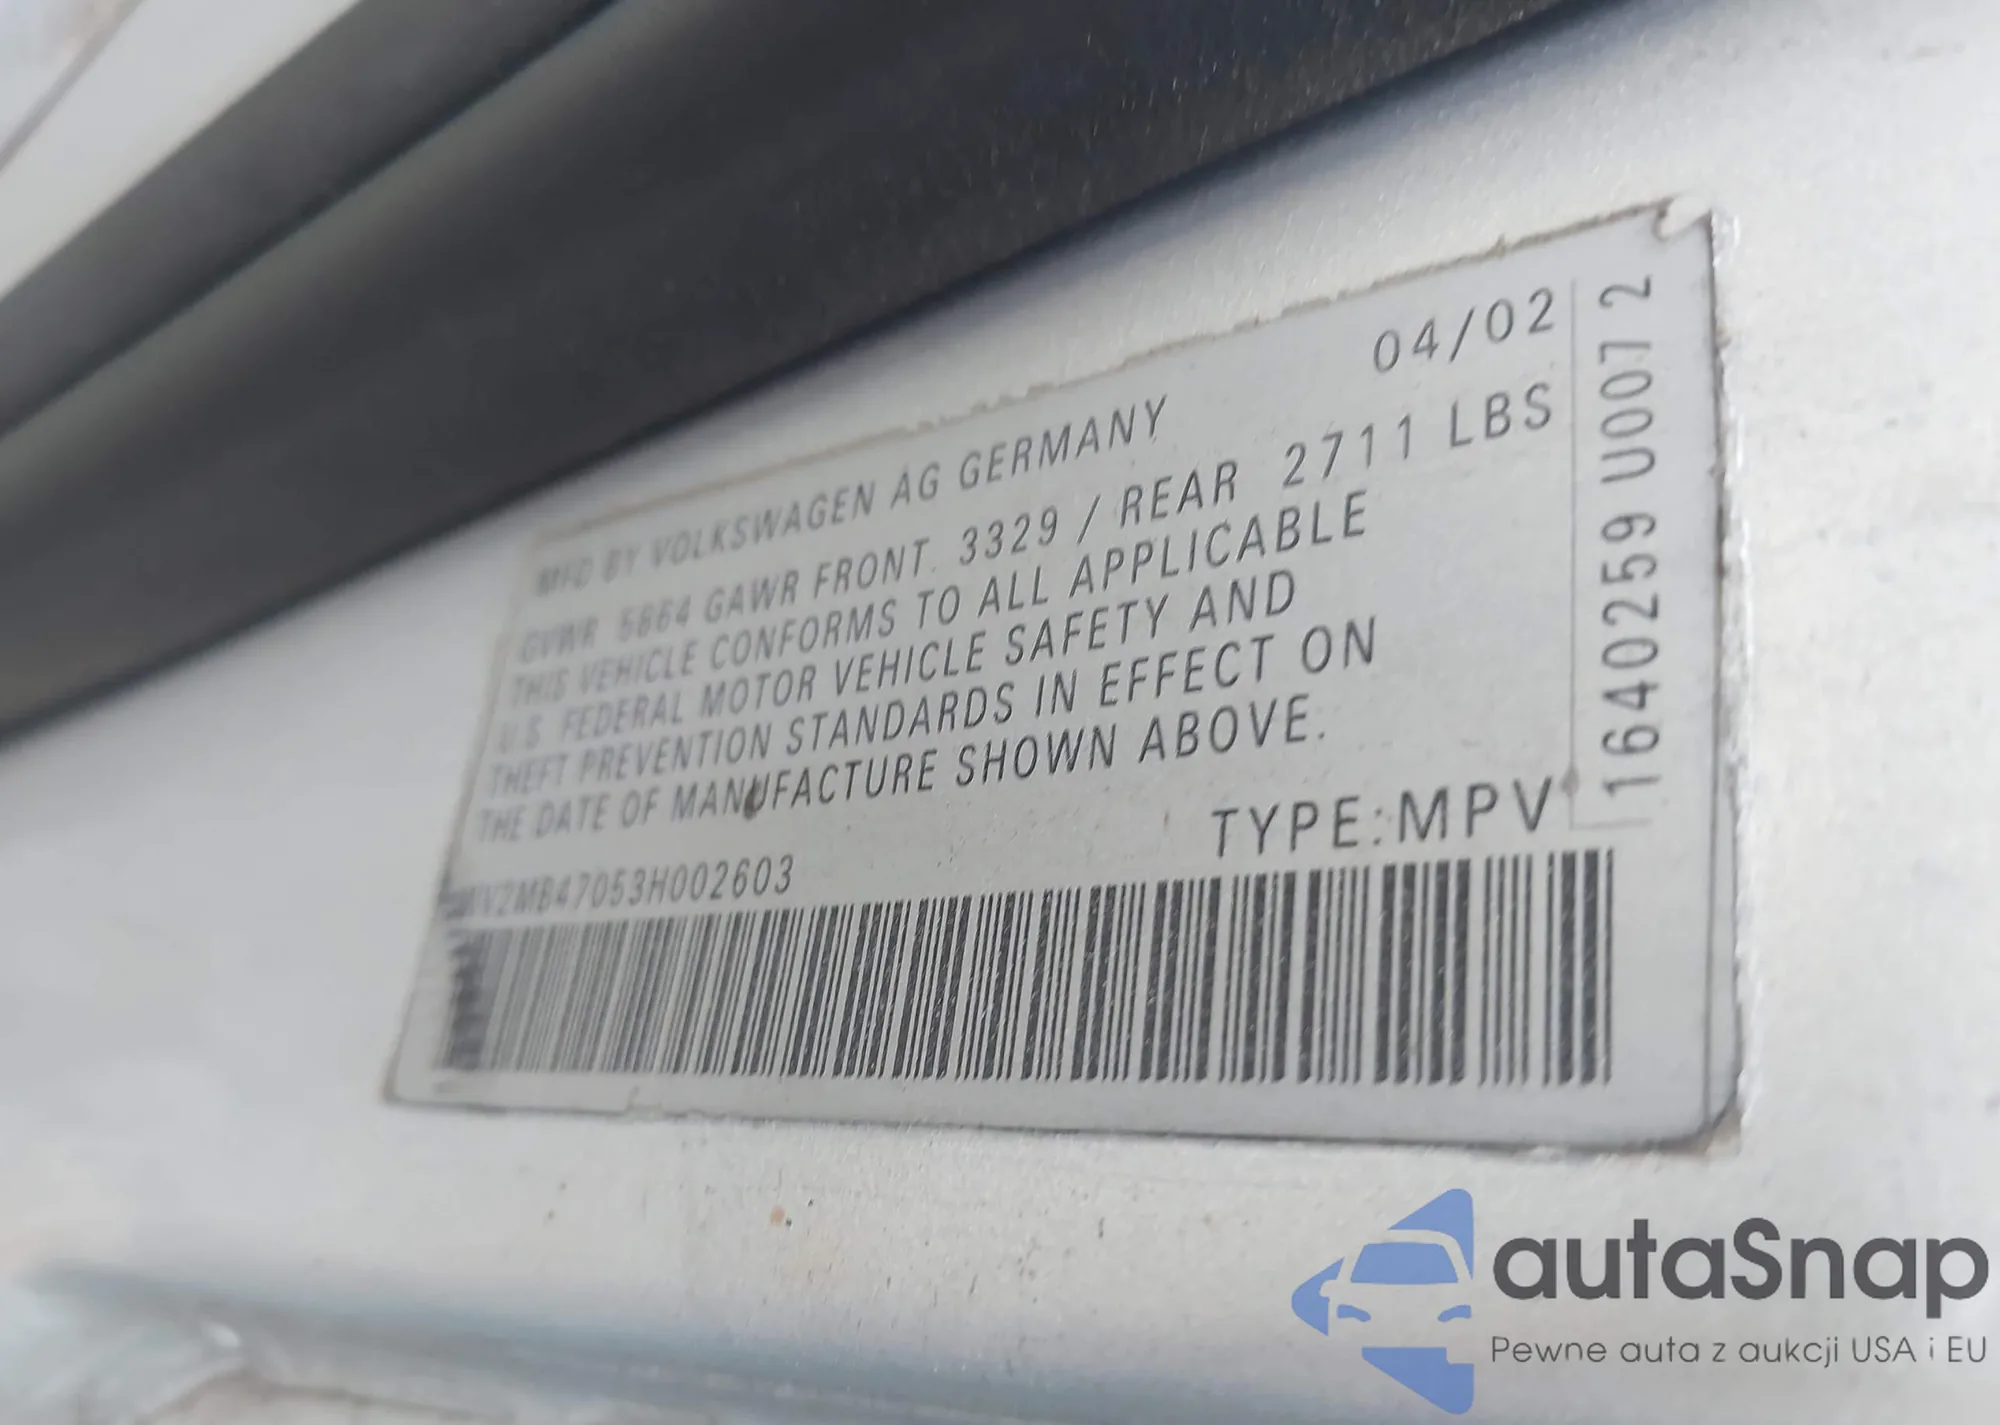 04/02
MFD BY VOLKSWAGEN AG GERMANY
GVWR 5864 GAWR FRONT. 3329 / REAR 2711 LBS
THIS VEHICLE CONFORMS TO ALL APPLICABLE
U.S FEDERAL MOTOR VEHICLE SAFETY AND
THEFT PREVENTION STANDARDS IN EFFECT ON
THE DATE OF MANUFACTURE SHOWN ABOVE.
TYPE:MPV
1640259 U007 2
autaSnap
Pewne auta z aukcji USA i EU